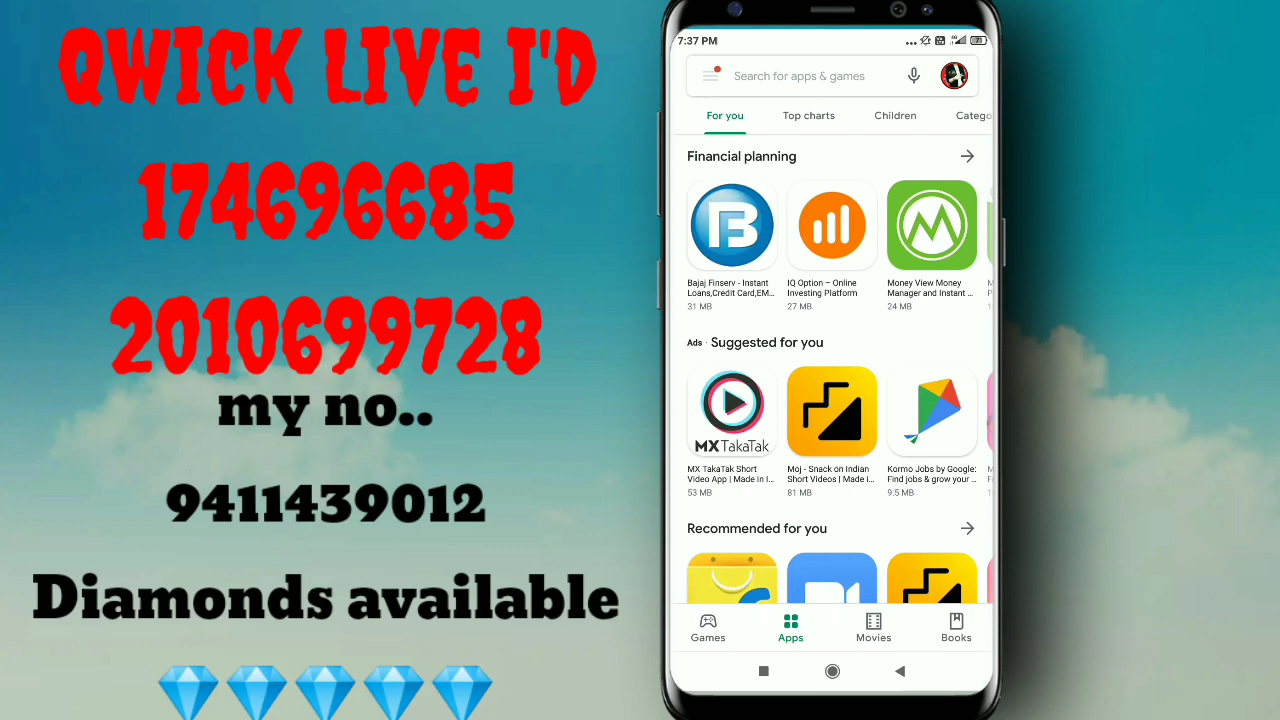 QWICK LIVE I'D
174696685
2010699728
my no..
9411439012
Diamonds available
7:37 PM
Search for apps & games
For you Top charts Children Catego
Financial planning
Bajaj Finserv - Instant
Loans,Credit Card,EM...
31 MB
IQ Option – Online
Investing Platform
27 MB
Money View Money
Manager and Instant ...
24 MB
Ads · Suggested for you
MX TakaTak
MX TakaTak Short
Video App | Made in I...
53 MB
Moj - Snack on Indian
Short Videos | Made i...
81 MB
Kormo Jobs by Google:
Find jobs & grow your ...
9.5 MB
Recommended for you
Games Apps Movies Books